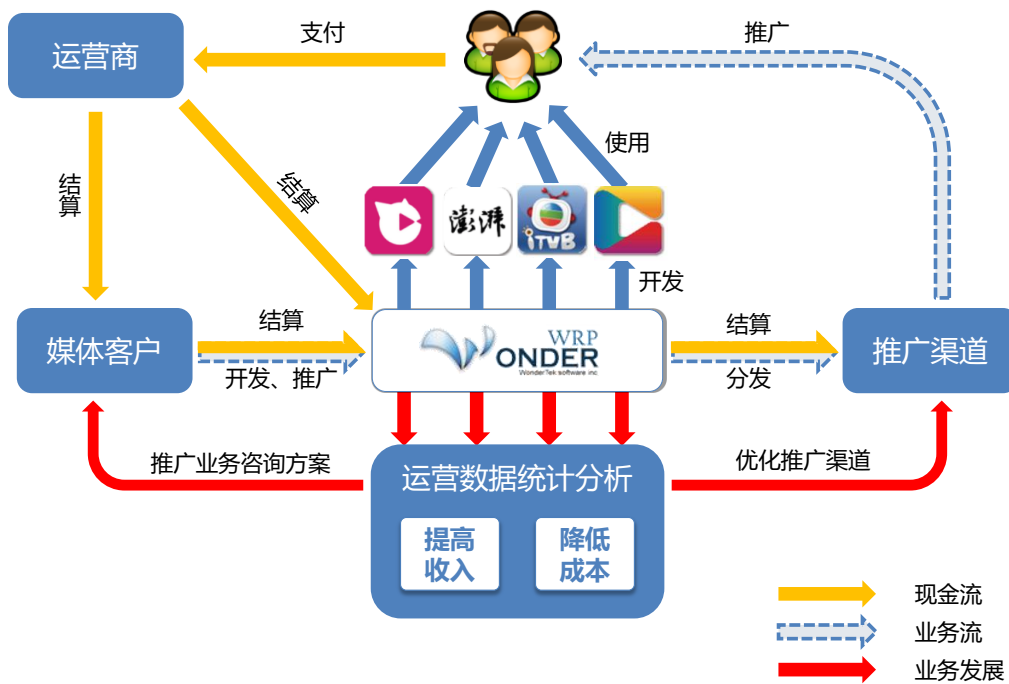 运营商
支付
推广
使用
结算
结算
澎湃
iTVB
开发
媒体客户
结算
开发、推广
WRP
WONDER
WonderTek software inc
结算
分发
推广渠道
推广业务咨询方案
运营数据统计分析
优化推广渠道
提高
收入
降低
成本
现金流
业务流
业务发展